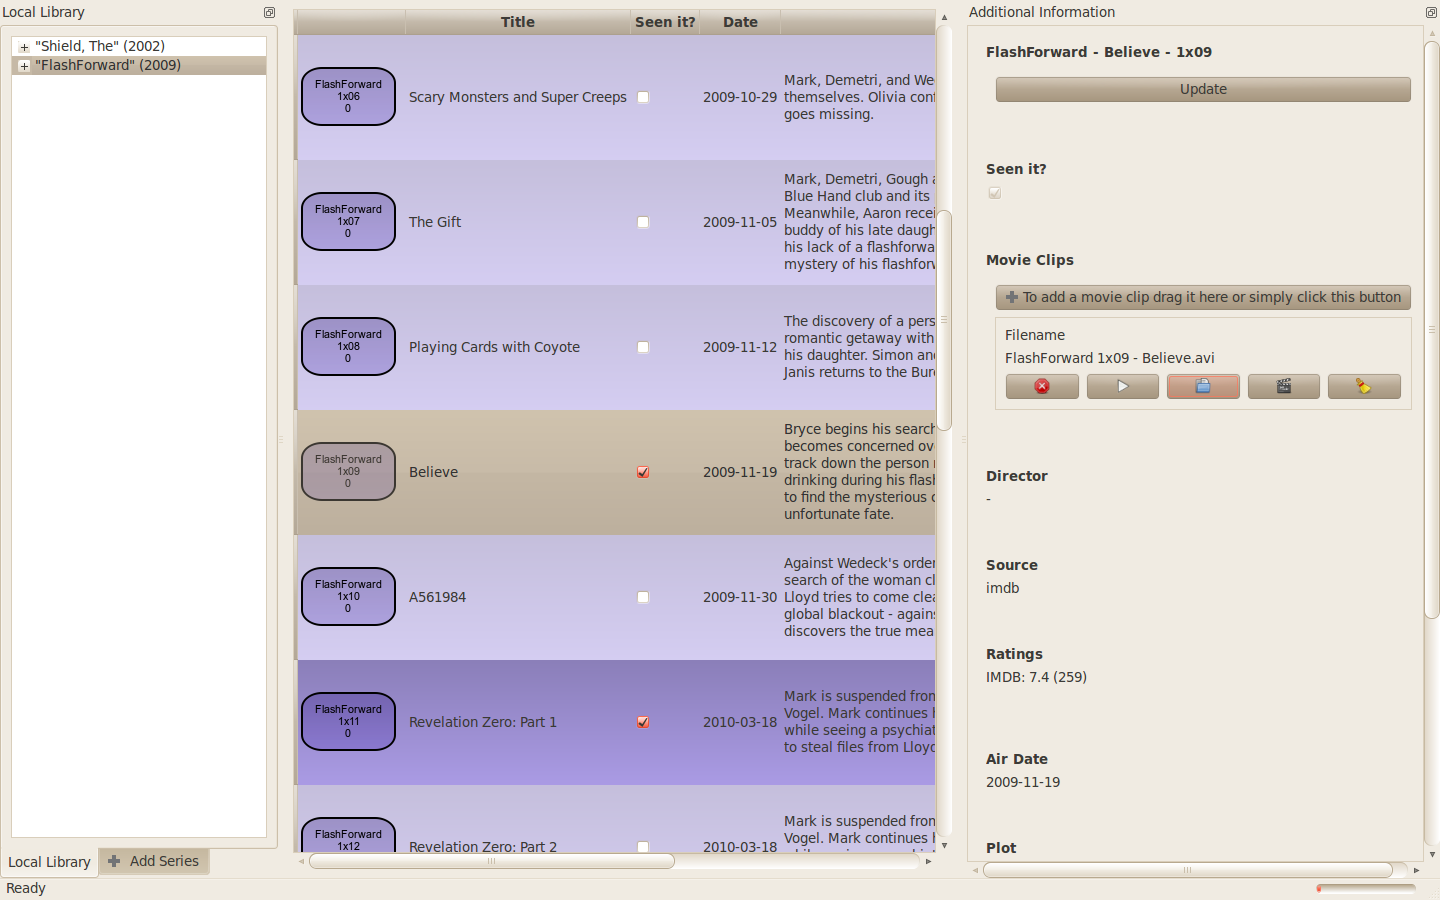 Local Library
"Shield, The" (2002)
"FlashForward" (2009)
Local Library
Add Series
Ready
Title
Seen it?
Date
FlashForward
1x06
0
Scary Monsters and Super Creeps
2009-10-29
Mark, Demetri, and We
themselves. Olivia con
goes missing.
FlashForward
1x07
0
The Gift
2009-11-05
Mark, Demetri, Gough
Blue Hand club and its
Meanwhile, Aaron recei
buddy of his late daugh
his lack of a flashforwa
mystery of his flashforw
FlashForward
1x08
0
Playing Cards with Coyote
2009-11-12
The discovery of a pers
romantic getaway with
his daughter. Simon an
Janis returns to the Bur
FlashForward
1x09
0
Believe
2009-11-19
Bryce begins his search
becomes concerned ov
track down the person
drinking during his flash
to find the mysterious
unfortunate fate.
FlashForward
1x10
0
A561984
2009-11-30
Against Wedeck's order
search of the woman cl
Lloyd tries to come clea
global blackout - again
discovers the true mea
FlashForward
1x11
0
Revelation Zero: Part 1
2010-03-18
Mark is suspended from
Vogel. Mark continues
while seeing a psychiat
to steal files from Lloyd
FlashForward
1x12
Revelation Zero: Part 2
2010-03-18
Mark is suspended from
Vogel. Mark continues
Additional Information
FlashForward - Believe - 1x09
Update
Seen it?
Movie Clips
To add a movie clip drag it here or simply click this button
Filename
FlashForward 1x09 - Believe.avi
Director
-
Source
imdb
Ratings
IMDB: 7.4 (259)
Air Date
2009-11-19
Plot